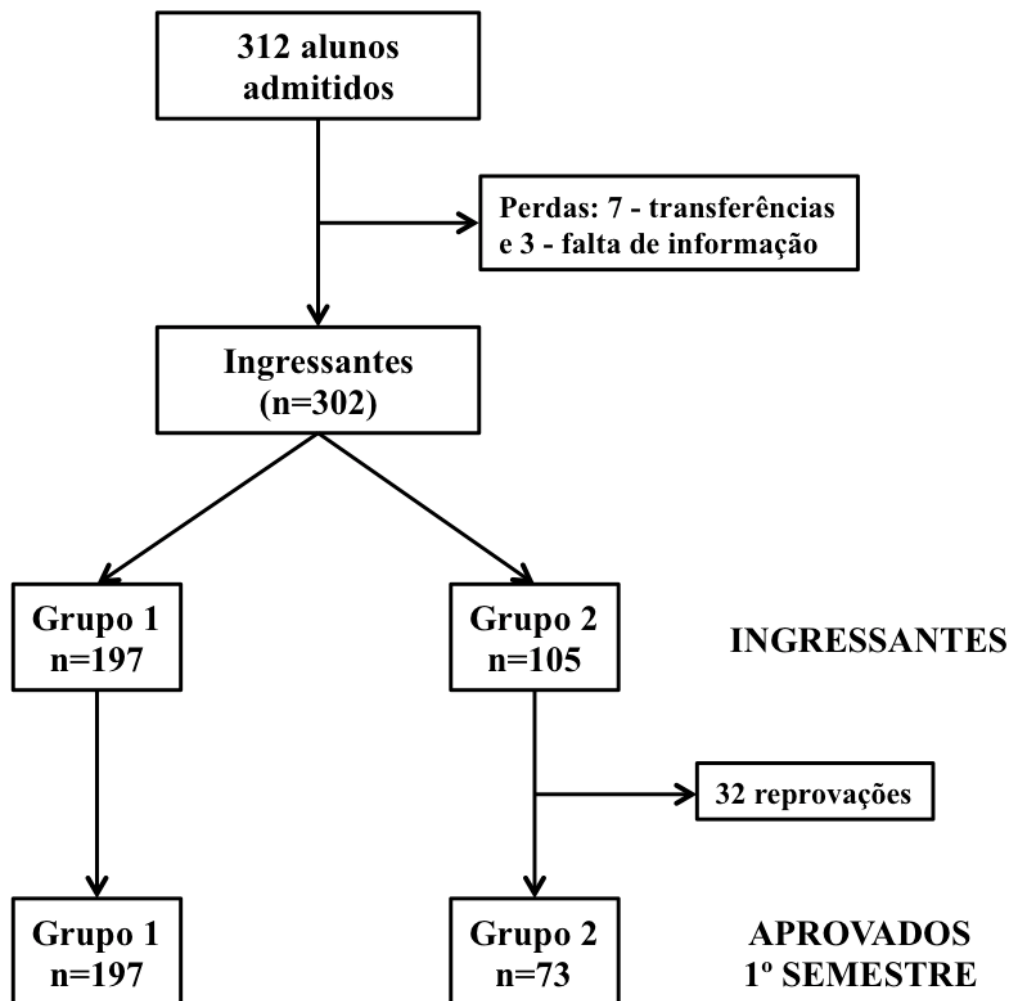 312 alunos
admitidos
Perdas: 7 - transferências
e 3 - falta de informação
Ingressantes
(n=302)
Grupo 1
n=197
Grupo 2
n=105
INGRESSANTES
32 reprovações
Grupo 1
n=197
Grupo 2
n=73
APROVADOS
1º SEMESTRE